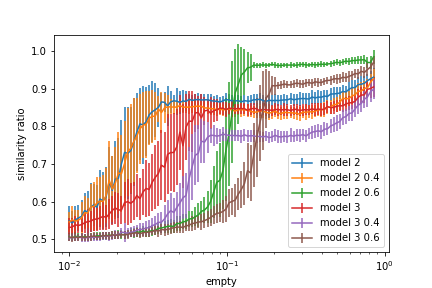 1.0
0.9
0.8
0.7
0.6
0.5
similarity ratio
10⁻²
10⁻¹
10⁰
empty
model 2
model 2 0.4
model 2 0.6
model 3
model 3 0.4
model 3 0.6